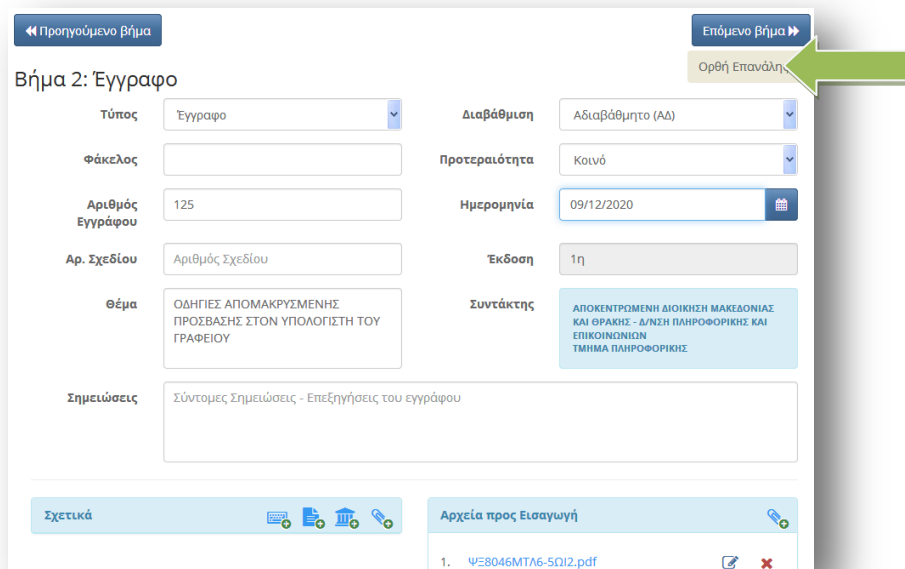 Προηγούμενο βήμα
Επόμενο βήμα
Ορθή
Βήμα 2: Έγγραφο
Τύπος
Έγγραφο
Διαβάθμιση
Αδιαβάθμητο (ΑΔ)
Φάκελος
Προτεραιότητα
Κοινό
Αριθμός
Εγγράφου
125
Ημερομηνία
09/12/2020
Αρ. Σχεδίου
Αριθμός Σχεδίου
Έκδοση
1η
Θέμα
ΟΔΗΓΙΕΣ ΑΠΟΜΑΚΡΥΣΜΕΝΗΣ
ΠΡΟΣΒΑΣΗΣ ΣΤΟΝ ΥΠΟΛΟΓΙΣΤΗ ΤΟΥ
ΓΡΑΦΕΙΟΥ
Συντάκτης
ΑΠΟΚΕΝΤΡΩΜΕΝΗ ΔΙΟΙΚΗΣΗ ΜΑΚΕΔΟΝΙΑΣ
ΚΑΙ ΘΡΑΚΗΣ - Δ/ΝΣΗ ΠΛΗΡΟΦΟΡΙΚΗΣ ΚΑΙ
ΕΠΙΚΟΙΝΩΝΙΩΝ
ΤΜΗΜΑ ΠΛΗΡΟΦΟΡΙΚΗΣ
Σημειώσεις
Σύντομες Σημειώσεις - Επεξηγήσεις του εγγράφου
Σχετικά
Αρχεία προς Εισαγωγή
1. ΨΞ8046ΜΤΛ6-5ΩΙ2.pdf